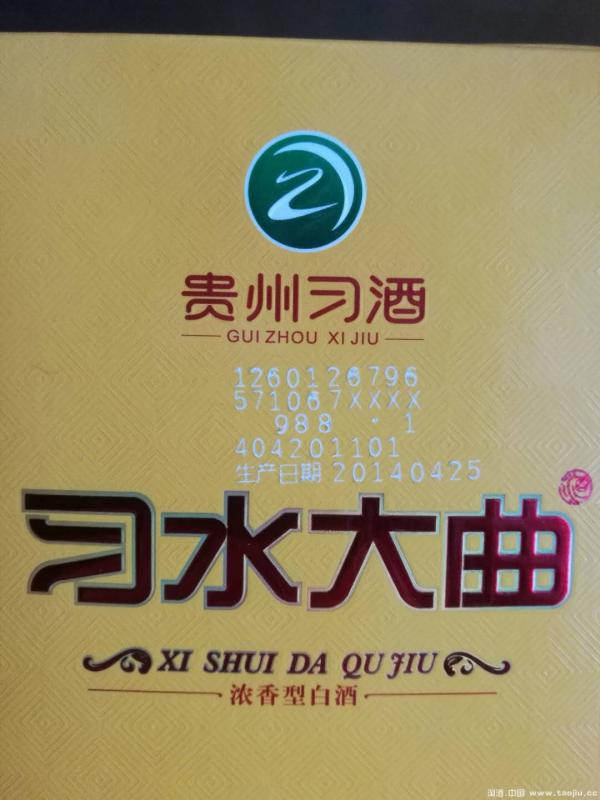 贵州习酒
GUI ZHOU XI JIU
1260126796
571067XXXX
988 · 1
404201101
生产日期 20140425
习水大曲
XI SHUI DA QU JIU
浓香型白酒
淘酒.中国 www.taojiu.cc